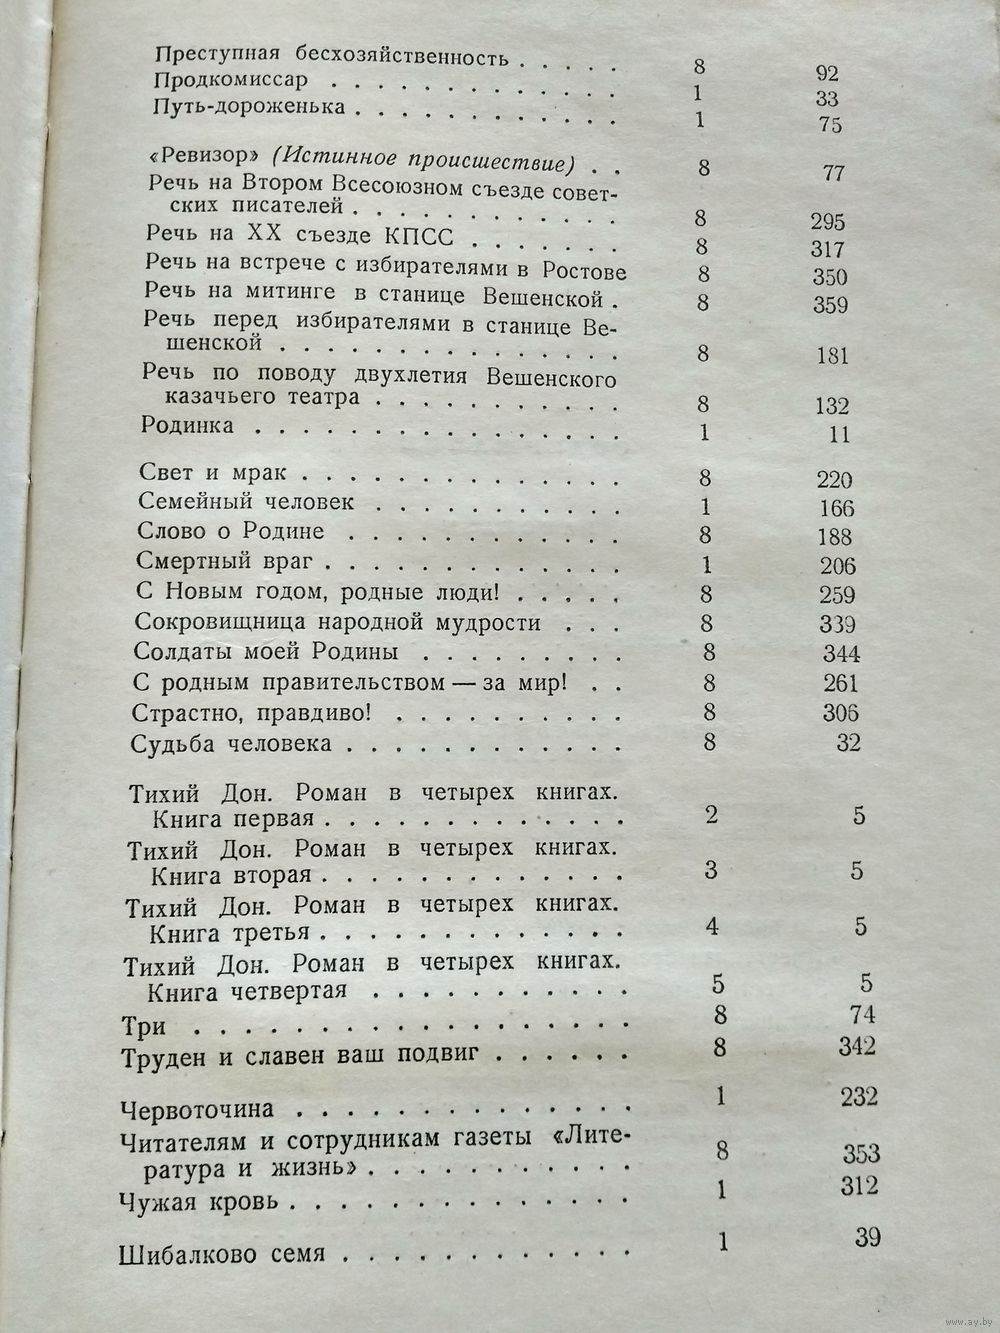 Преступная бесхозяйственность . . . . . 8 92
Продкомиссар . . . . . . . . . . . . 1 33
Путь-дороженька . . . . . . . . . . . 1 75
«Ревизор» (Истинное происшествие) . . 8 77
Речь на Втором Всесоюзном съезде совет-
ских писателей . . . . . . . . . . . 8 295
Речь на XX съезде КПСС . . . . . . . 8 317
Речь на встрече с избирателями в Ростове 8 350
Речь на митинге в станице Вешенской . 8 359
Речь перед избирателями в станице Ве-
шенской . . . . . . . . . . . . . . . 8 181
Речь по поводу двухлетия Вешенского
казачьего театра . . . . . . . . . . . 8 132
Родинка . . . . . . . . . . . . . . . . 1 11
Свет и мрак . . . . . . . . . . . . . . 8 220
Семейный человек . . . . . . . . . . . 1 166
Слово о Родине . . . . . . . . . . . . 8 188
Смертный враг . . . . . . . . . . . . . 1 206
С Новым годом, родные люди! . . . . . 8 259
Сокровищница народной мудрости . . . 8 339
Солдаты моей Родины . . . . . . . . . 8 344
С родным правительством — за мир! . . 8 261
Страстно, правдиво! . . . . . . . . . . 8 306
Судьба человека . . . . . . . . . . . . 8 32
Тихий Дон. Роман в четырех книгах.
Книга первая . . . . . . . . . . . . . 2 5
Тихий Дон. Роман в четырех книгах.
Книга вторая . . . . . . . . . . . . . 3 5
Тихий Дон. Роман в четырех книгах.
Книга третья . . . . . . . . . . . . . 4 5
Тихий Дон. Роман в четырех книгах.
Книга четвертая . . . . . . . . . . . 5 5
Три . . . . . . . . . . . . . . . . . . 8 74
Труден и славен ваш подвиг . . . . . . 8 342
Червоточина . . . . . . . . . . . . . . 1 232
Читателям и сотрудникам газеты «Лите-
ратура и жизнь» . . . . . . . . . . . 8 353
Чужая кровь . . . . . . . . . . . . . . 1 312
Шибалково семя . . . . . . . . . . . . 1 39
www.ay.by